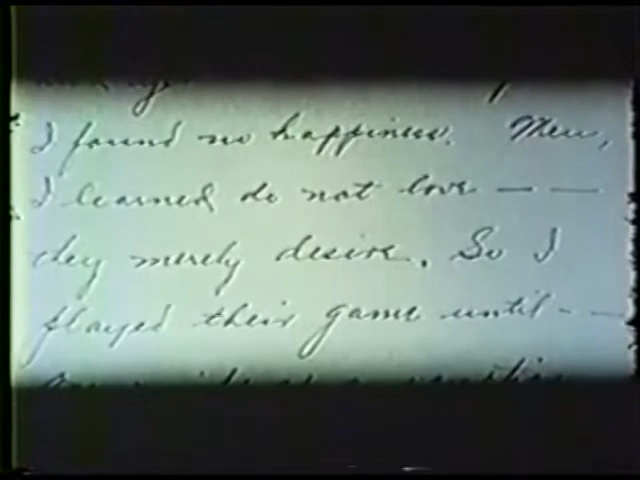 I found no happiness. Men,
I learned do not love — —
they merely desire. So I
played their game until - -